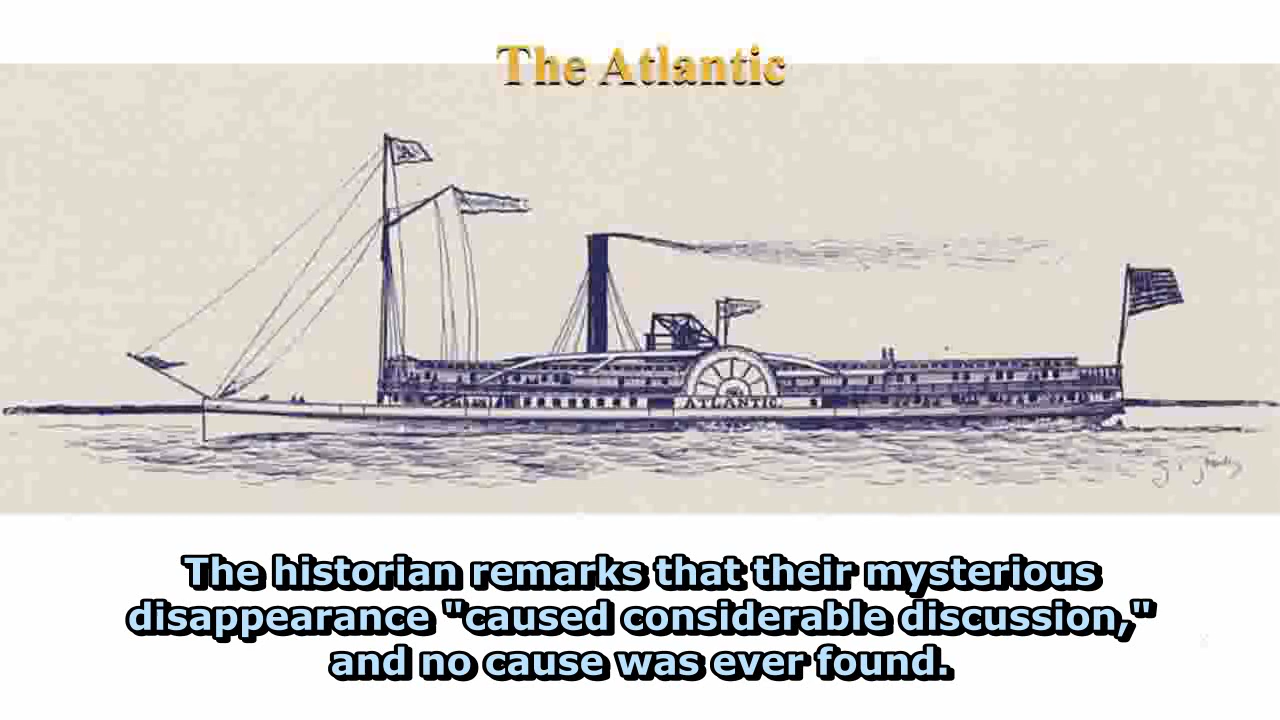 The Atlantic
ATLANTIC.
The historian remarks that their mysterious
disappearance "caused considerable discussion,"
and no cause was ever found.